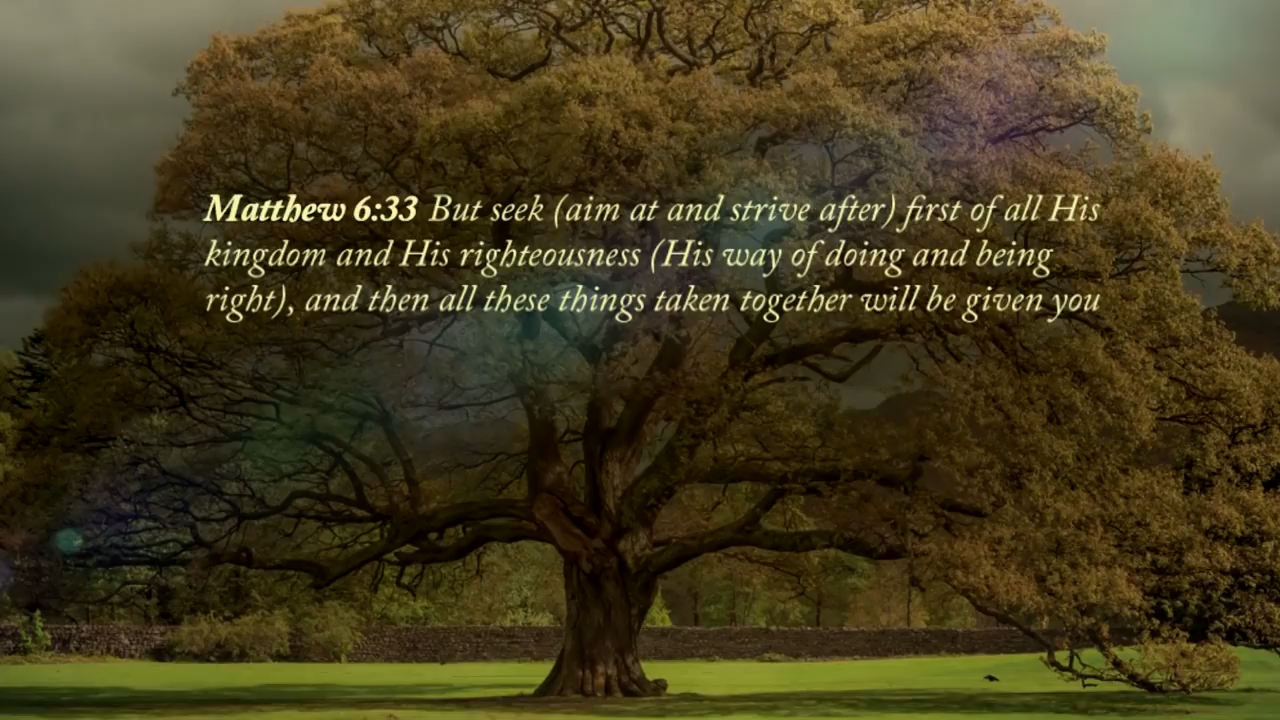 Matthew 6:33 But seek (aim at and strive after) first of all His
kingdom and His righteousness (His way of doing and being
right), and then all these things taken together will be given you